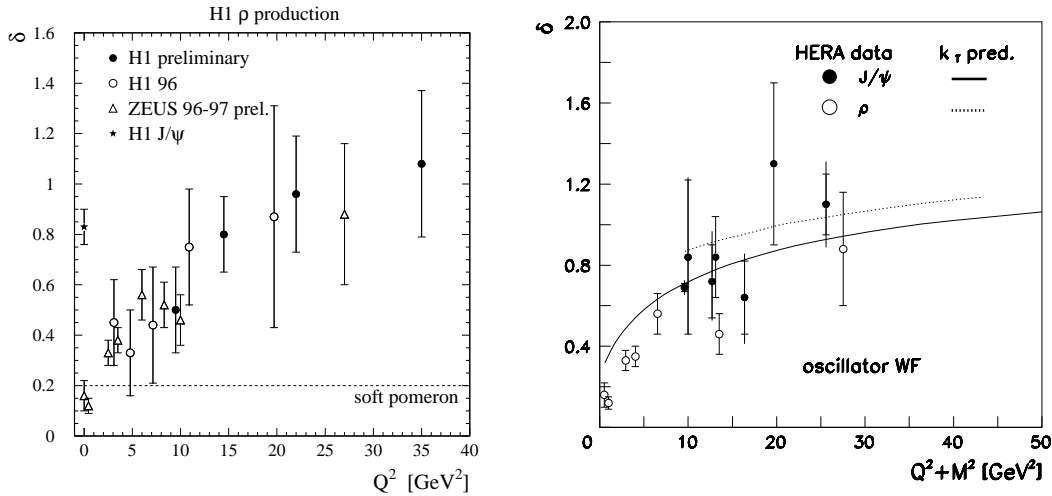 H1 ρ production
δ
1.6
1.4
1.2
1
0.8
0.6
0.4
0.2
0
H1 preliminary
H1 96
ZEUS 96-97 prel.
H1 J/ψ
soft pomeron
0 5 10 15 20 25 30 35 40
Q² [GeV²]
δ
2.0
1.6
1.2
0.8
0.4
HERA data k T pred.
J/ψ
ρ
oscillator WF
0 10 20 30 40 50
Q²+M² [GeV²]